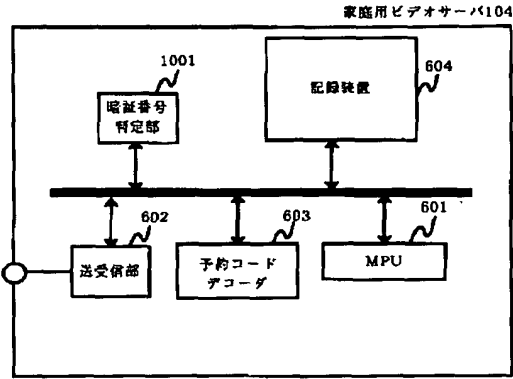 家庭用ビデオサーバ104
1001
暗証番号
暫定部
記録装置
604
602
送受信部
603
予約コード
デコーダ
601
MPU